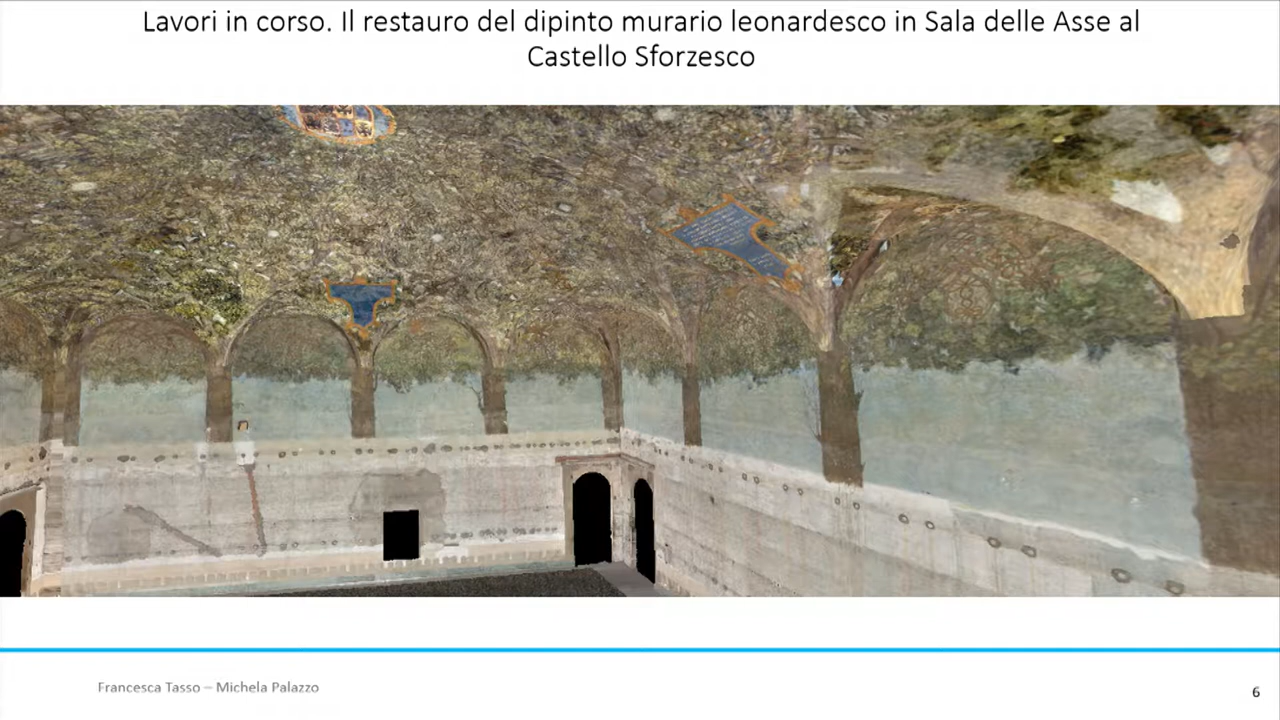 Lavori in corso. Il restauro del dipinto murario leonardesco in Sala delle Asse al
Castello Sforzesco
Francesca Tasso – Michela Palazzo
6